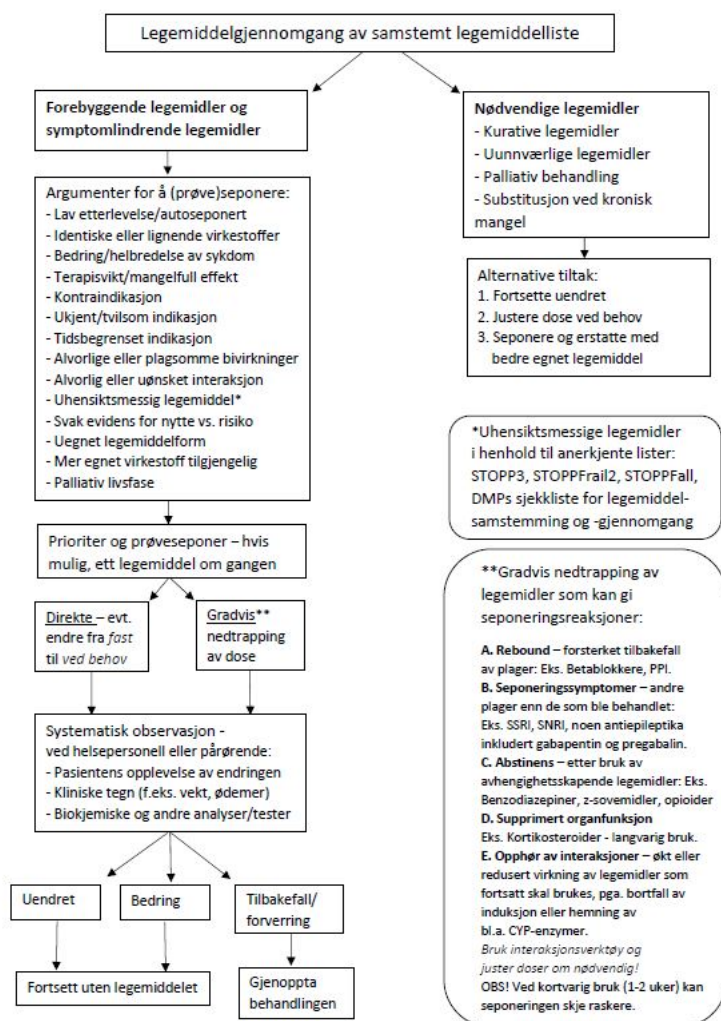 Legemiddelgjennomgang av samstemt legemiddelliste
Forebyggende legemidler og
symptomlindrende legemidler
Argumenter for å (prøve)seponere:
- Lav etterlevelse/autoseponert
- Identiske eller lignende virkestoffer
- Bedring/helbredelse av sykdom
- Terapisvikt/mangelfull effekt
- Kontraindikasjon
- Ukjent/tvilsom indikasjon
- Tidsbegrenset indikasjon
- Alvorlige eller plagsomme bivirkninger
- Alvorlig eller uønsket interaksjon
- Uhensiktsmessig legemiddel*
- Svak evidens for nytte vs. risiko
- Uegnet legemiddelform
- Mer egnet virkestoff tilgjengelig
- Palliativ livsfase
Prioriter og prøveseponer – hvis
mulig, ett legemiddel om gangen
Direkte – evt.
endre fra fast
til ved behov
Gradvis**
nedtrapping
av dose
Systematisk observasjon -
ved helsepersonell eller pårørende:
- Pasientens opplevelse av endringen
- Kliniske tegn (f.eks. vekt, ødemer)
- Biokjemiske og andre analyser/tester
Uendret
Bedring
Tilbakefall/
forverring
Fortsett uten legemiddelet
Gjenoppta
behandlingen
Nødvendige legemidler
- Kurative legemidler
- Uunnværlige legemidler
- Palliativ behandling
- Substitusjon ved kronisk
mangel
Alternative tiltak:
1. Fortsette uendret
2. Justere dose ved behov
3. Seponere og erstatte med
bedre egnet legemiddel
*Uhensiktsmessige legemidler
i henhold til anerkjente lister:
STOPP3, STOPPFrail2, STOPPFall,
DMPs sjekkliste for legemiddel-
samstemming og -gjennomgang
**Gradvis nedtrapping av
legemidler som kan gi
seponeringsreaksjoner:
A. Rebound – forsterket tilbakefall
av plager: Eks. Betablokkere, PPI.
B. Seponeringssymptomer – andre
plager enn de som ble behandlet:
Eks. SSRI, SNRI, noen antiepileptika
inkludert gabapentin og pregabalin.
C. Abstinens – etter bruk av
avhengighetsskapende legemidler: Eks.
Benzodiazepiner, z-sovemidler, opioider
D. Supprimert organfunksjon
Eks. Kortikosteroider - langvarig bruk.
E. Opphør av interaksjoner – økt eller
redusert virkning av legemidler som
fortsatt skal brukes, pga. bortfall av
induksjon eller hemning av
bl.a. CYP-enzymer.
Bruk interaksjonsverktøy og
juster doser om nødvendig!
OBS! Ved kortvarig bruk (1-2 uker) kan
seponeringen skje raskere.